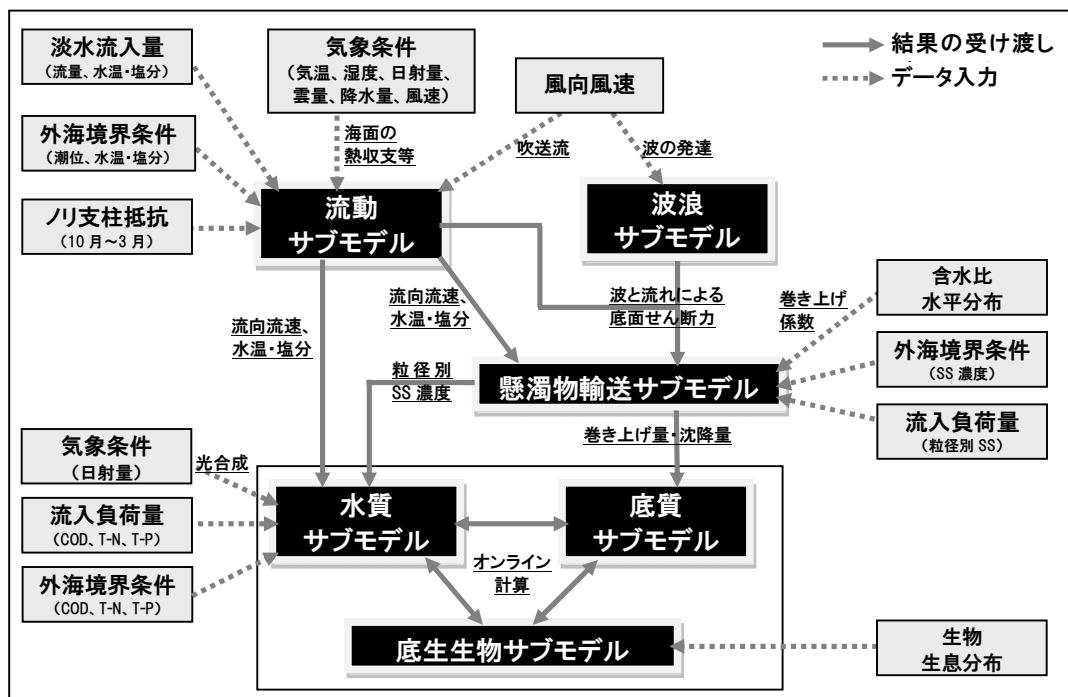 淡水流入量
（流量、水温・塩分）
気象条件
（気温、湿度、日射量、
雲量、降水量、風速）
風向風速
結果の受け渡し
データ入力
外海境界条件
（潮位、水温・塩分）
海面の
熱収支等
吹送流
波の発達
ノリ支柱抵抗
（10月～3月）
流動
サブモデル
波浪
サブモデル
流向流速、
水温・塩分
流向流速、
水温・塩分
波と流れによる
底面せん断力
巻き上げ
係数
含水比
水平分布
外海境界条件
（SS 濃度）
流入負荷量
（粒径別 SS）
粒 径 別
SS 濃度
懸濁物輸送サブモデル
巻き上げ量・沈降量
気象条件
（日射量）
光合成
流入負荷量
（COD、T-N、T-P）
外海境界条件
（COD、T-N、T-P）
水質
サブモデル
底質
サブモデル
オンライン
計算
底生生物サブモデル
生物
生息分布